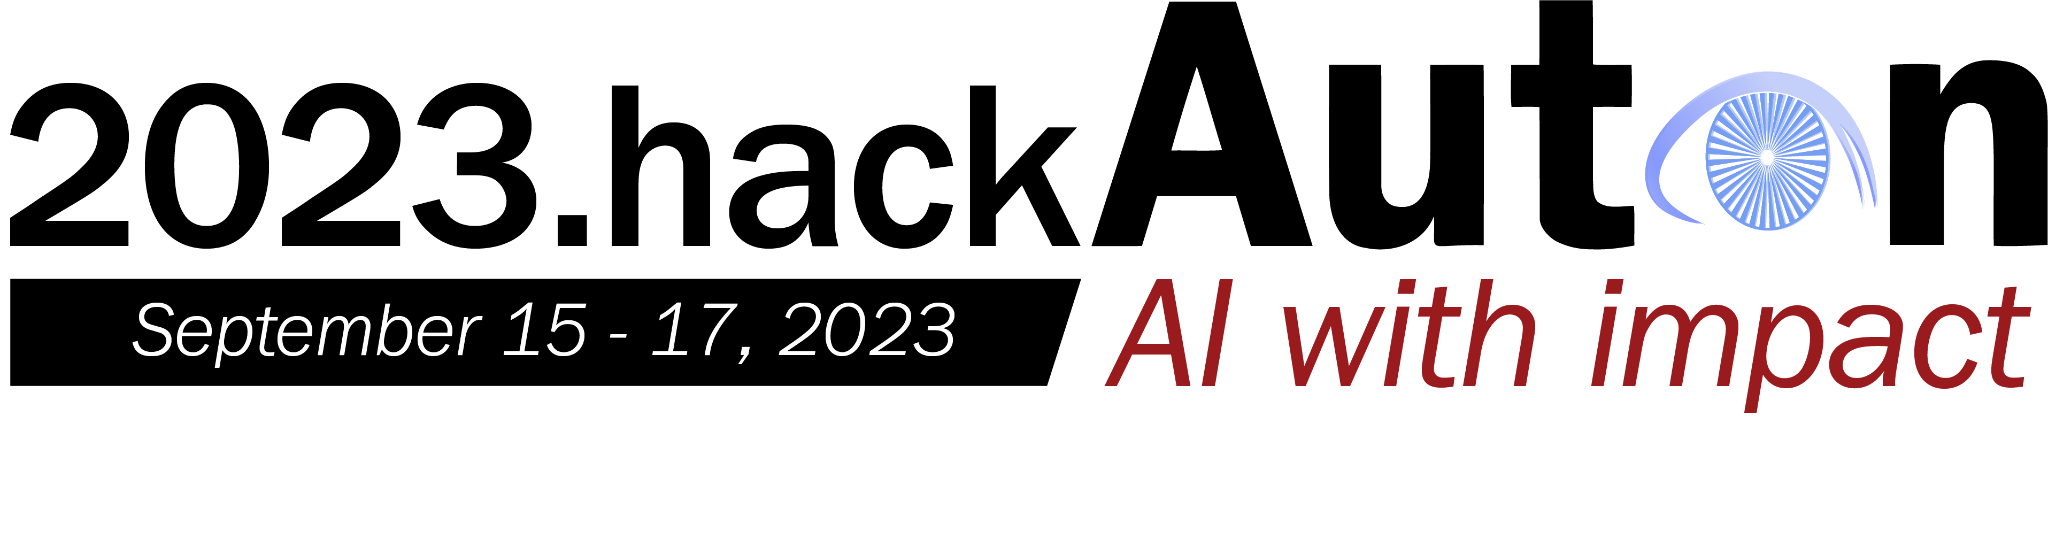 2023.hackAuton
September 15 - 17, 2023
AI with impact